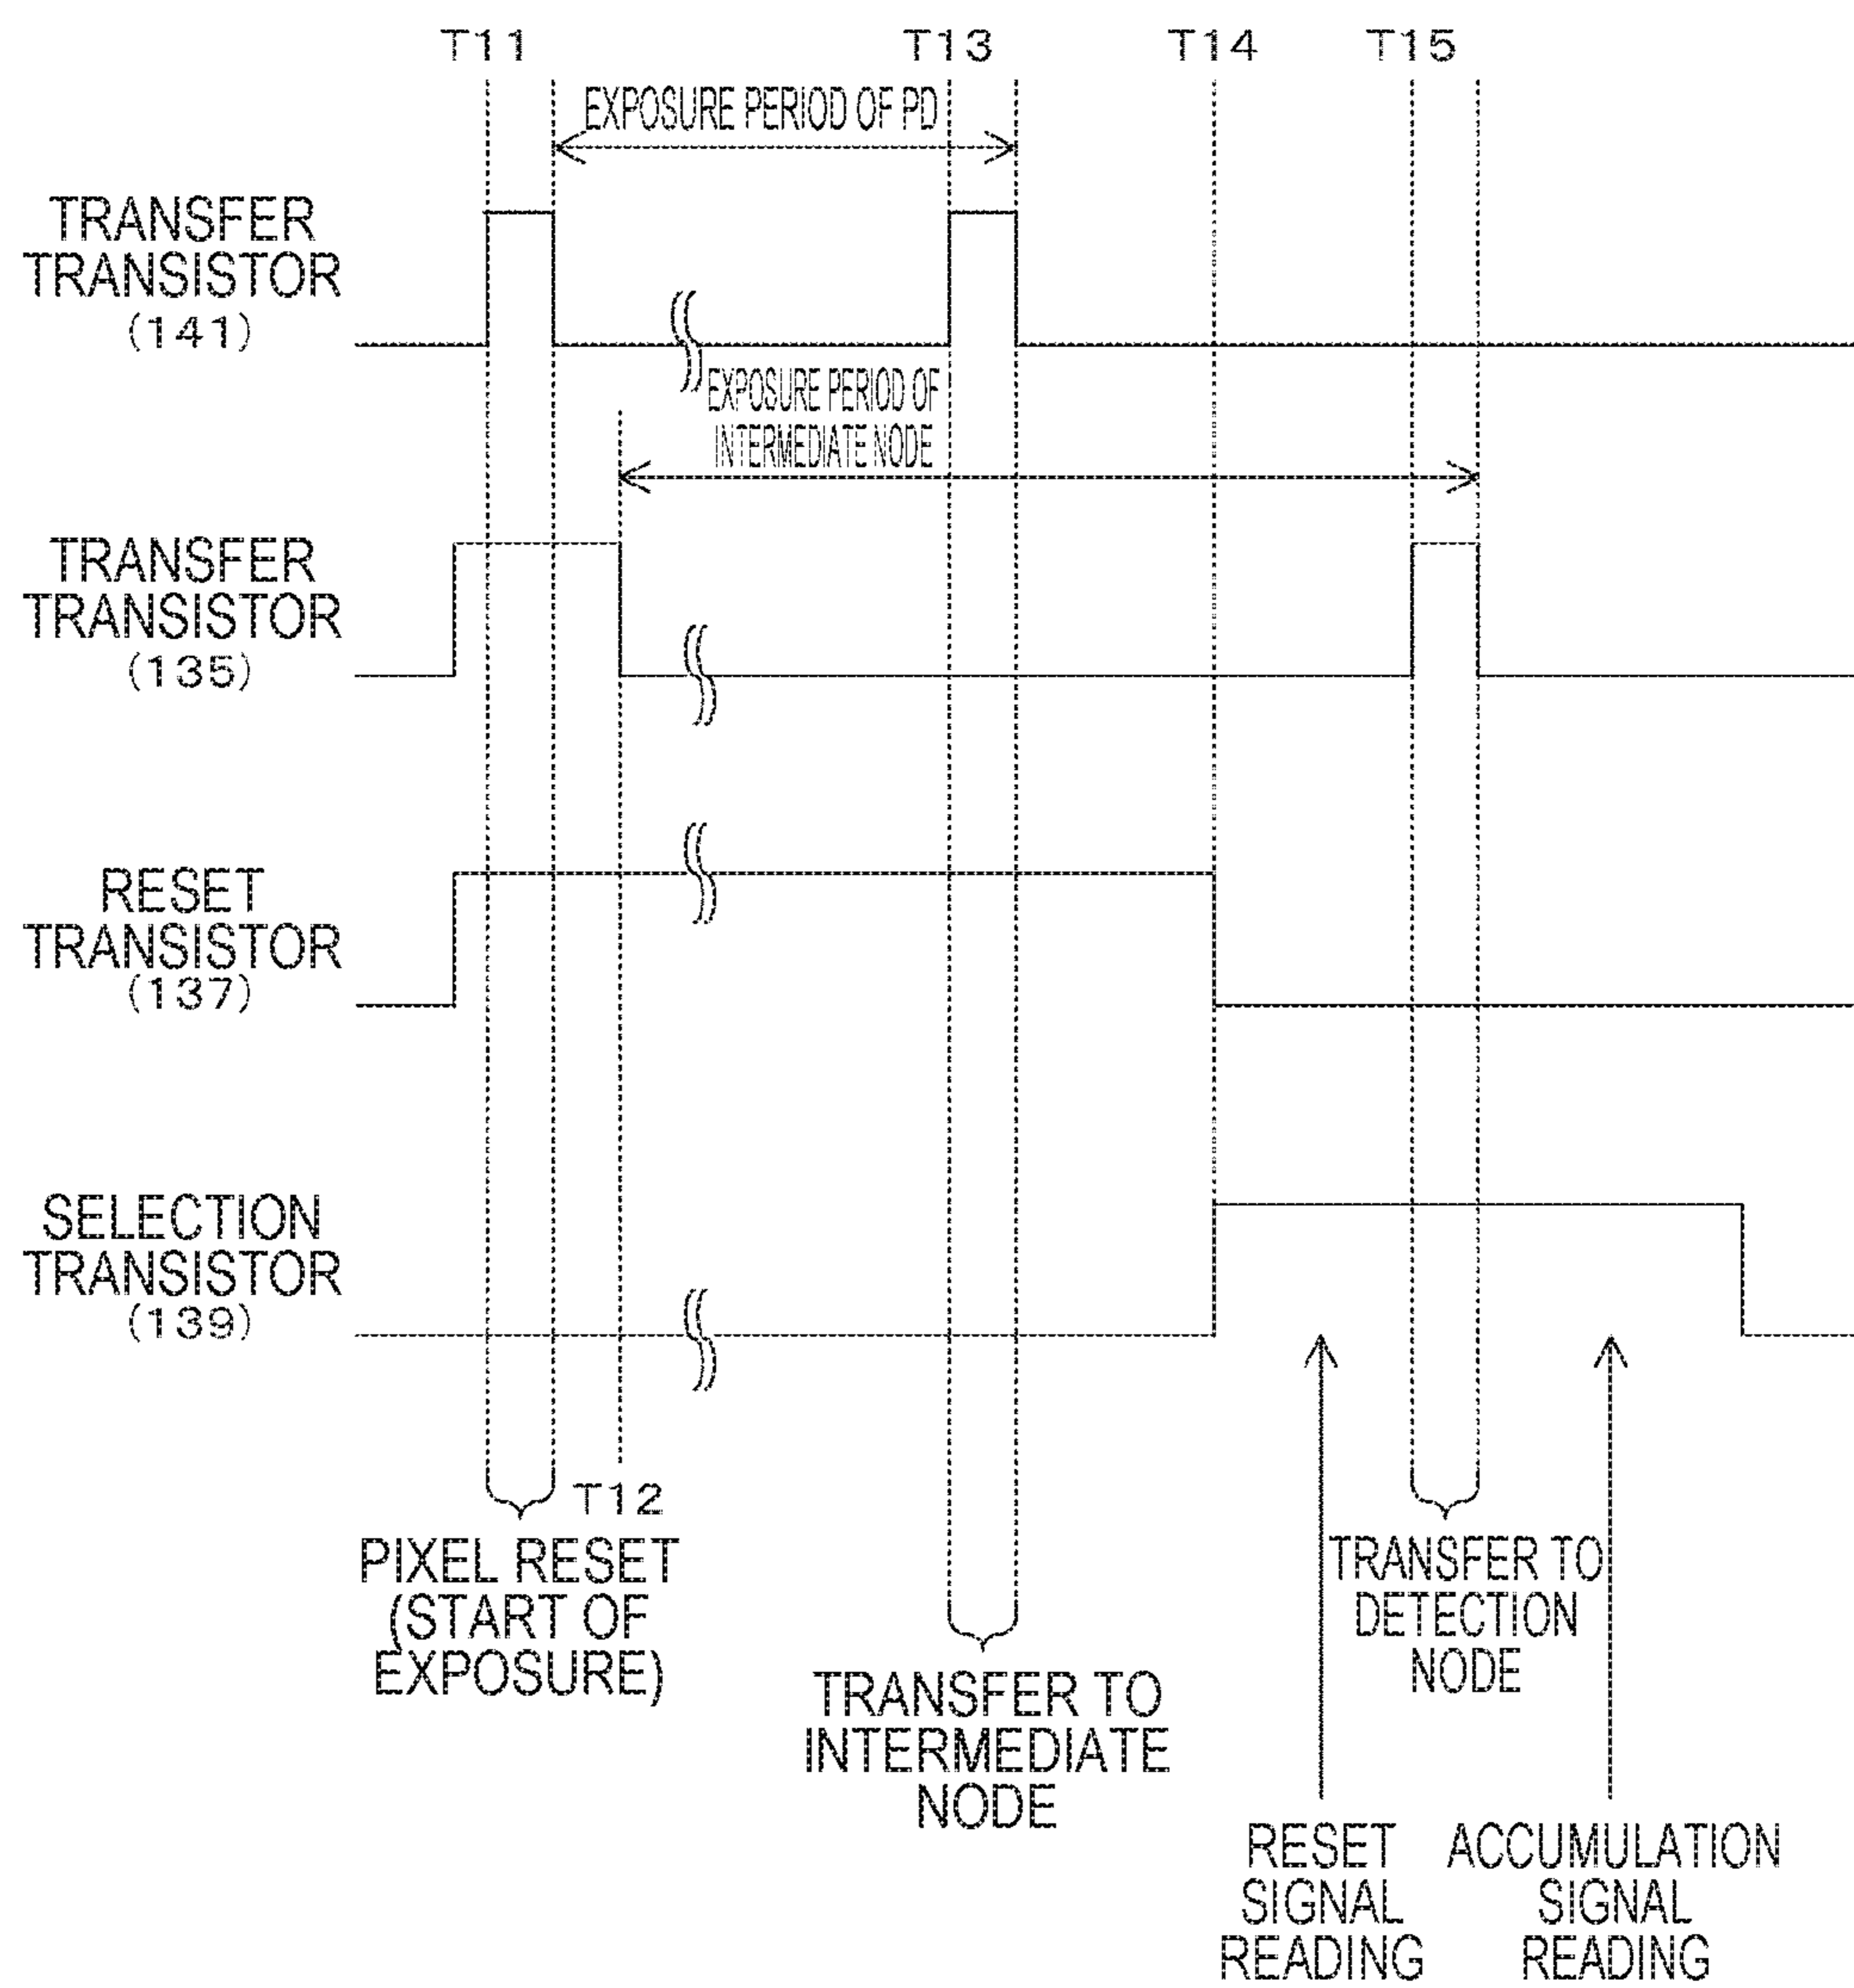 T11
T13
T14
T15
EXPOSURE PERIOD OF PD
TRANSFER
TRANSISTOR
(141)
EXPOSURE PERIOD OF
INTERMEDIATE NODE
TRANSFER
TRANSISTOR
(135)
RESET
TRANSISTOR
(137)
SELECTION
TRANSISTOR
(139)
T12
PIXEL RESET
(START OF
EXPOSURE)
TRANSFER TO
INTERMEDIATE
NODE
TRANSFER TO
DETECTION
NODE
RESET
SIGNAL
READING
ACCUMULATION
SIGNAL
READING